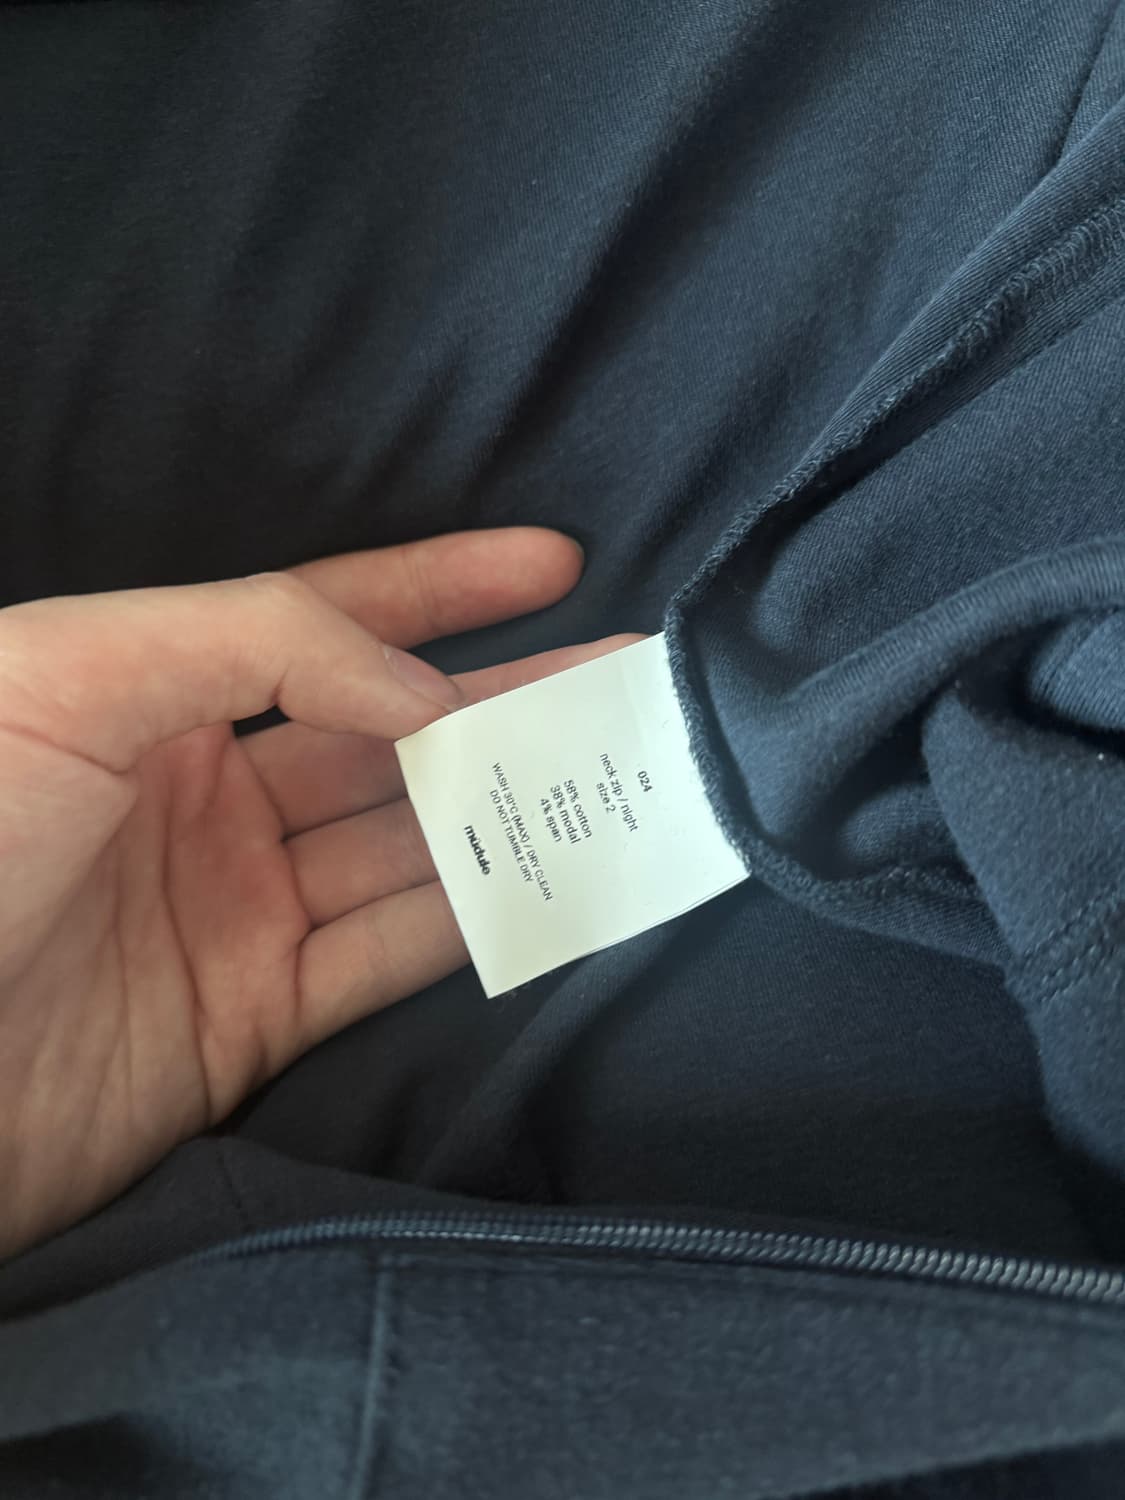 024
neck zip / night
size 2
58% cotton
38% modal
4% span
WASH 30°C (MAX) / DRY CLEAN
DO NOT TUMBLE DRY
müdule